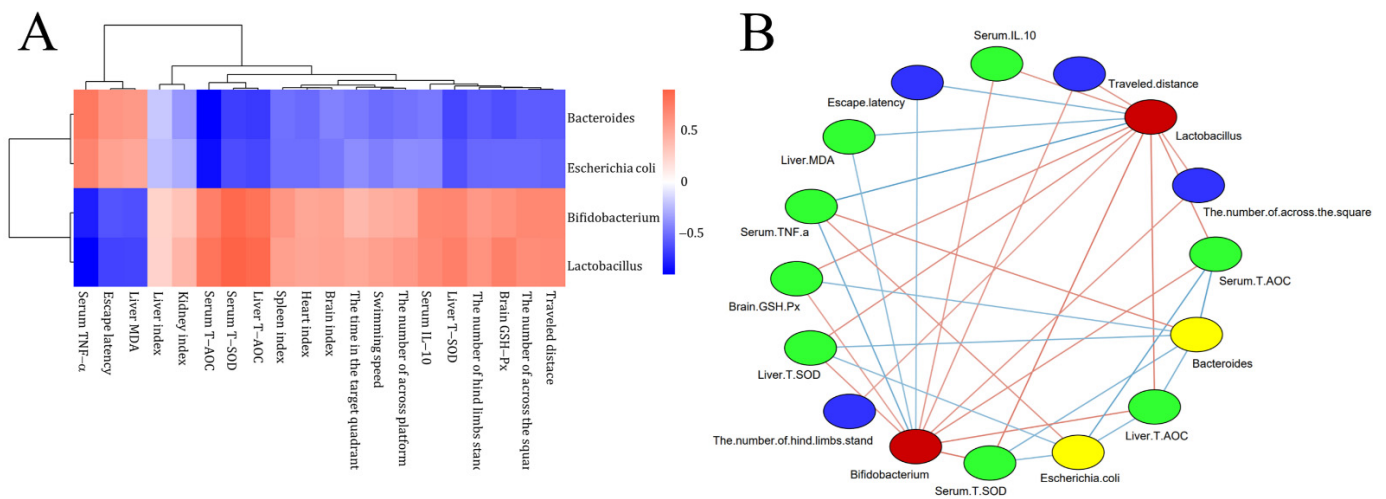 A
Bacteroides
Escherichia coli
Bifidobacterium
Lactobacillus
0.5
0
−0.5
Serum TNF−α
Escape latency
Liver MDA
Liver index
Kidney index
Serum T−AOC
Serum T−SOD
Liver T−AOC
Spleen index
Heart index
Brain index
The time in the target quadrant
Swimming speed
The number of across platform
Serum IL−10
Liver T−SOD
The number of hind limbs stand
Brain GSH−Px
The number of across the squar
Traveled distace
B
Serum.IL.10
Traveled.distance
Escape.latency
Lactobacillus
Liver.MDA
The.number.of.across.the.square
Serum.TNF.a
Serum.T.AOC
Brain.GSH.Px
Bacteroides
Liver.T.SOD
Liver.T.AOC
The.number.of.hind.limbs.stand
Bifidobacterium
Serum.T.SOD
Escherichia.coli